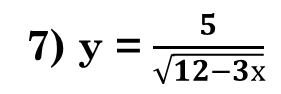 7) y = 5 / √12−3x